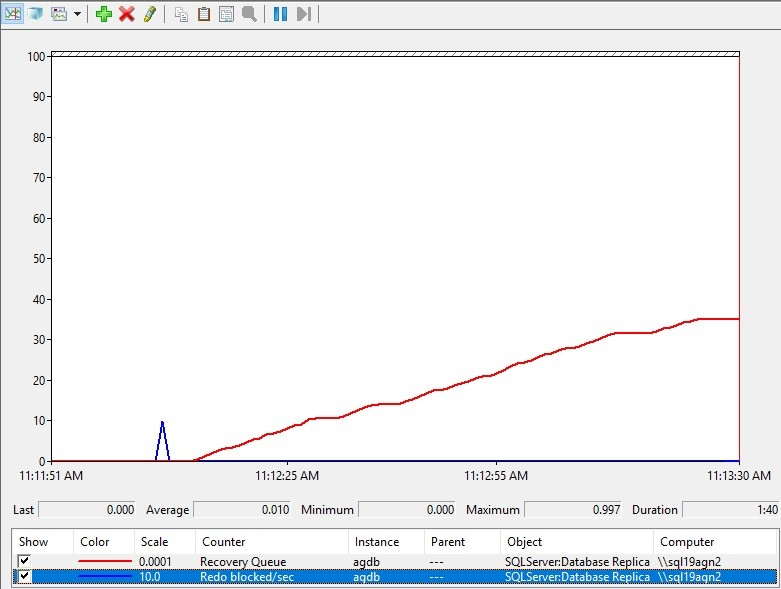 100
90
80
70
60
50
40
30
20
10
0
11:11:51 AM 11:12:25 AM 11:12:55 AM 11:13:30 AM
Last 0.000 Average 0.010 Minimum 0.000 Maximum 0.997 Duration 1:40
Show Color Scale Counter Instance Parent Object Computer
0.0001 Recovery Queue agdb --- SQLServer:Database Replica \\sql19agn2
10.0 Redo blocked/sec agdb --- SQLServer:Database Replica \\sql19agn2